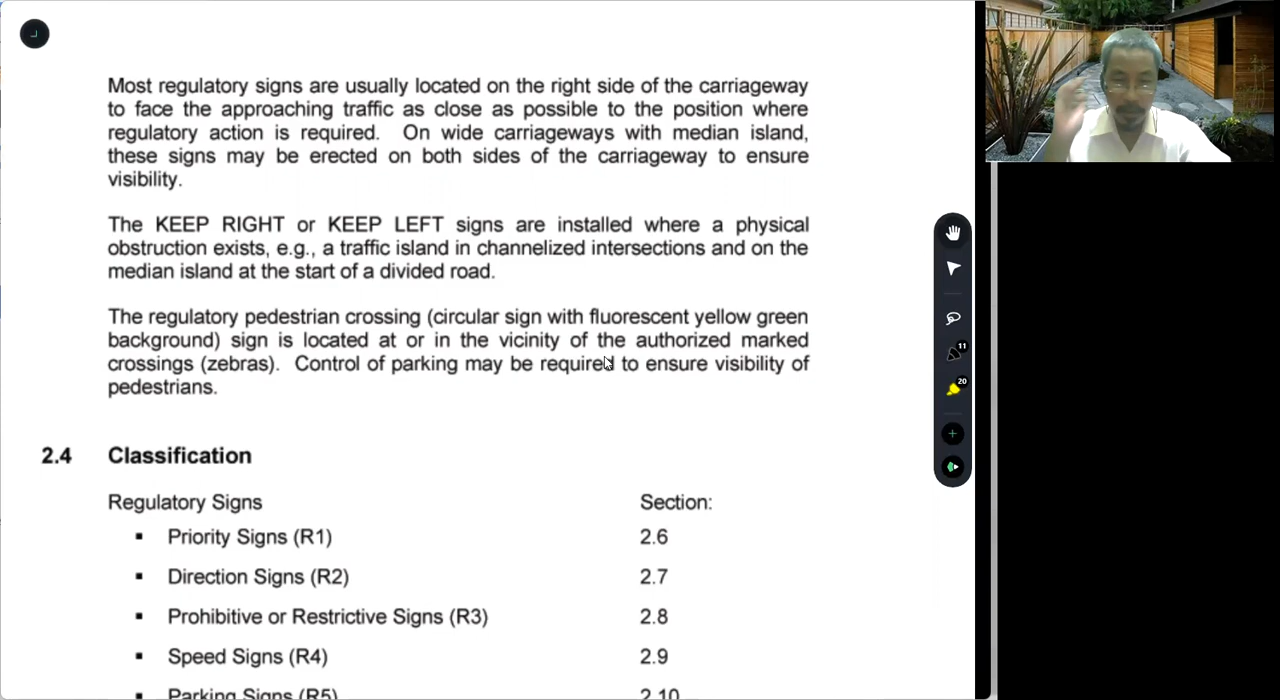 Most regulatory signs are usually located on the right side of the carriageway
to face the approaching traffic as close as possible to the position where
regulatory action is required. On wide carriageways with median island,
these signs may be erected on both sides of the carriageway to ensure
visibility.
The KEEP RIGHT or KEEP LEFT signs are installed where a physical
obstruction exists, e.g., a traffic island in channelized intersections and on the
median island at the start of a divided road.
The regulatory pedestrian crossing (circular sign with fluorescent yellow green
background) sign is located at or in the vicinity of the authorized marked
crossings (zebras). Control of parking may be required to ensure visibility of
pedestrians.
2.4 Classification
Regulatory Signs Section:
▪ Priority Signs (R1) 2.6
▪ Direction Signs (R2) 2.7
▪ Prohibitive or Restrictive Signs (R3) 2.8
▪ Speed Signs (R4) 2.9
▪ Parking Signs (R5) 2.10
11
20